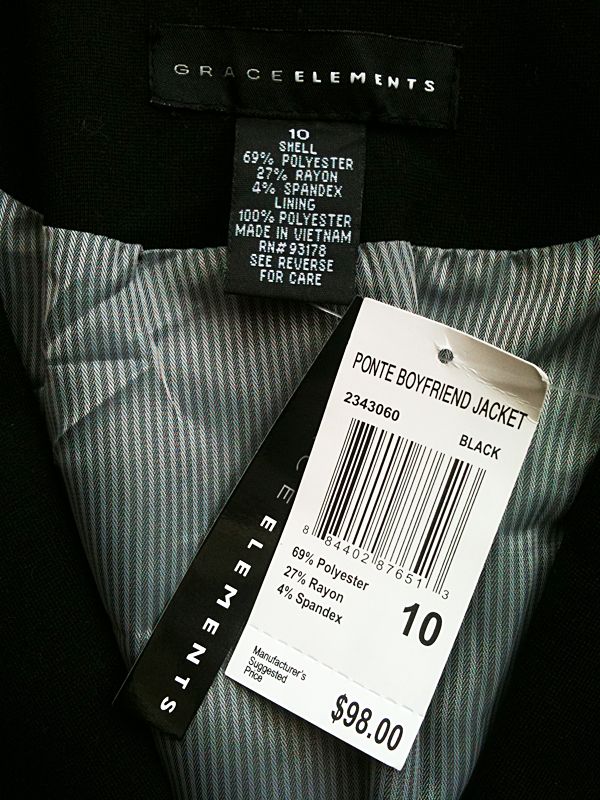 GRACEELEMENTS
10
SHELL
69% POLYESTER
27% RAYON
4% SPANDEX
LINING
100% POLYESTER
MADE IN VIETNAM
RN# 93178
SEE REVERSE
FOR CARE
PONTE BOYFRIEND JACKET
2343060
BLACK
8 84402 87651 3
69% Polyester
27% Rayon
4% Spandex
10
Manufacturer's
Suggested
Price
$98.00
CE ELEMENTS